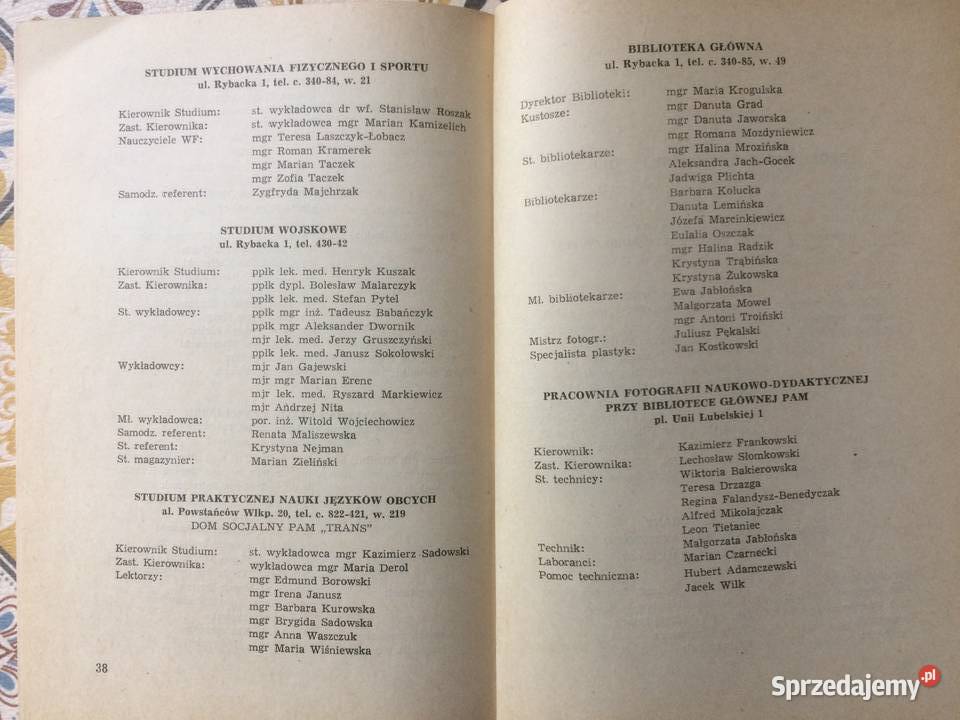 STUDIUM WYCHOWANIA FIZYCZNEGO I SPORTU
ul. Rybacka 1, tel. c. 340-84, w. 21
Kierownik Studium: st. wykładowca dr wf. Stanisław Roszak
Zast. Kierownika: st. wykładowca mgr Marian Kamizelich
Nauczyciele WF: mgr Teresa Laszczyk-Łobacz
mgr Roman Kramerek
mgr Marian Taczek
mgr Zofia Taczek
Samodz. referent: Zygfryda Majchrzak
STUDIUM WOJSKOWE
ul. Rybacka 1, tel. 430-42
Kierownik Studium: ppłk lek. med. Henryk Kuszak
Zast. Kierownika: ppłk dypl. Bolesław Malarczyk
ppłk lek. med. Stefan Pytel
St. wykładowcy: ppłk mgr inż. Tadeusz Babańczyk
ppłk mgr Aleksander Dwornik
mjr lek. med. Jerzy Gruszczyński
ppłk lek. med. Janusz Sokołowski
Wykładowcy: mjr Jan Gajewski
mjr mgr Marian Erenc
mjr lek. med. Ryszard Markiewicz
mjr Andrzej Nita
Mł. wykładowca: por. inż. Witold Wojciechowicz
Samodz. referent: Renata Maliszewska
St. referent: Krystyna Nejman
St. magazynier: Marian Zieliński
STUDIUM PRAKTYCZNEJ NAUKI JĘZYKÓW OBCYCH
al. Powstańców Wlkp. 20, tel. c. 822-421, w. 219
DOM SOCJALNY PAM „TRANS”
Kierownik Studium: st. wykładowca mgr Kazimierz Sadowski
Zast. Kierownika: wykładowca mgr Maria Derol
Lektorzy: mgr Edmund Borowski
mgr Irena Janusz
mgr Barbara Kurowska
mgr Brygida Sadowska
mgr Anna Waszczuk
mgr Maria Wiśniewska
38
BIBLIOTEKA GŁÓWNA
ul. Rybacka 1, tel. c. 340-85, w. 49
Dyrektor Biblioteki: mgr Maria Krogulska
Kustosze: mgr Danuta Grad
mgr Danuta Jaworska
mgr Romana Mozdyniewicz
St. bibliotekarze: mgr Halina Mrozińska
Aleksandra Jach-Gocek
Jadwiga Plichta
Bibliotekarze: Barbara Kołucka
Danuta Lemińska
Józefa Marcinkiewicz
Eulalia Oszczak
mgr Halina Radzik
Krystyna Trąbińska
Krystyna Żukowska
Mł. bibliotekarze: Ewa Jabłońska
Małgorzata Mowel
mgr Antoni Troiński
Mistrz fotogr.: Juliusz Pękalski
Specjalista plastyk: Jan Kostkowski
PRACOWNIA FOTOGRAFII NAUKOWO-DYDAKTYCZNEJ
PRZY BIBLIOTECE GŁÓWNEJ PAM
pl. Unii Lubelskiej 1
Kierownik: Kazimierz Frankowski
Zast. Kierownika: Lechosław Słomkowski
St. technicy: Wiktoria Bakierowska
Teresa Drzazga
Regina Falandysz-Benedyczak
Alfred Mikołajczak
Leon Tietaniec
Technik: Małgorzata Jabłońska
Laboranci: Marian Czarnecki
Pomoc techniczna: Hubert Adamczewski
Jacek Wilk
Sprzedajemy.pl